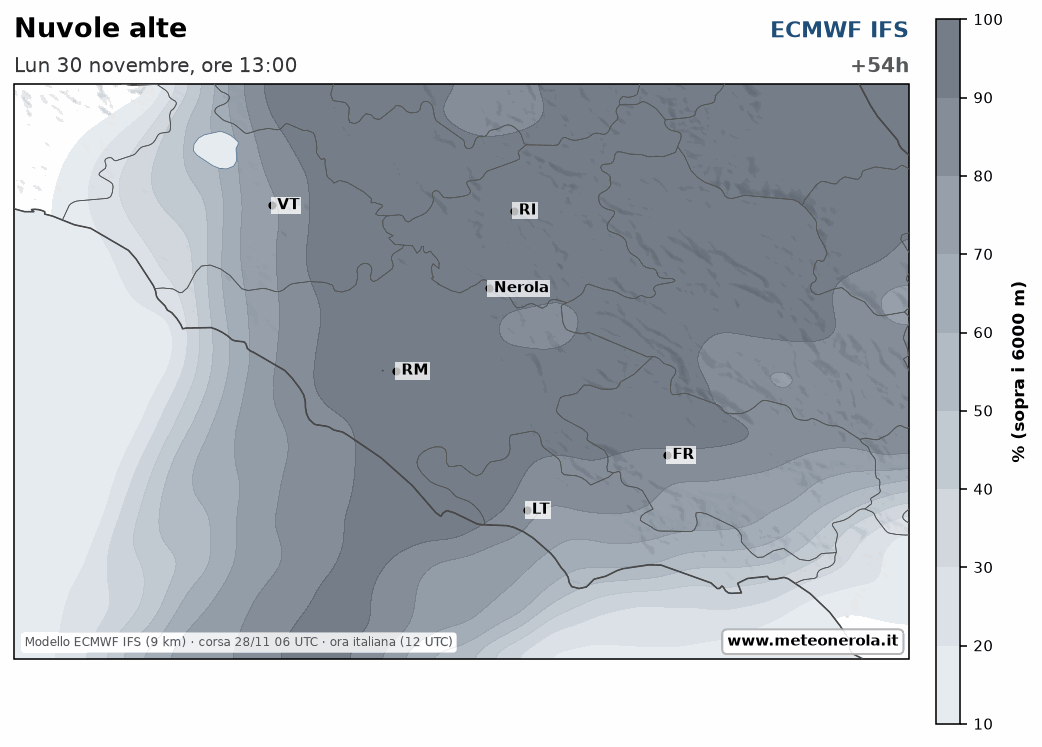 Nuvole alte
ECMWF IFS
Lun 30 novembre, ore 13:00
+54h
VT
RI
Nerola
RM
FR
LT
Modello ECMWF IFS (9 km) · corsa 28/11 06 UTC · ora italiana (12 UTC)
www.meteonerola.it
100
90
80
70
60
50
40
30
20
10
% (sopra i 6000 m)